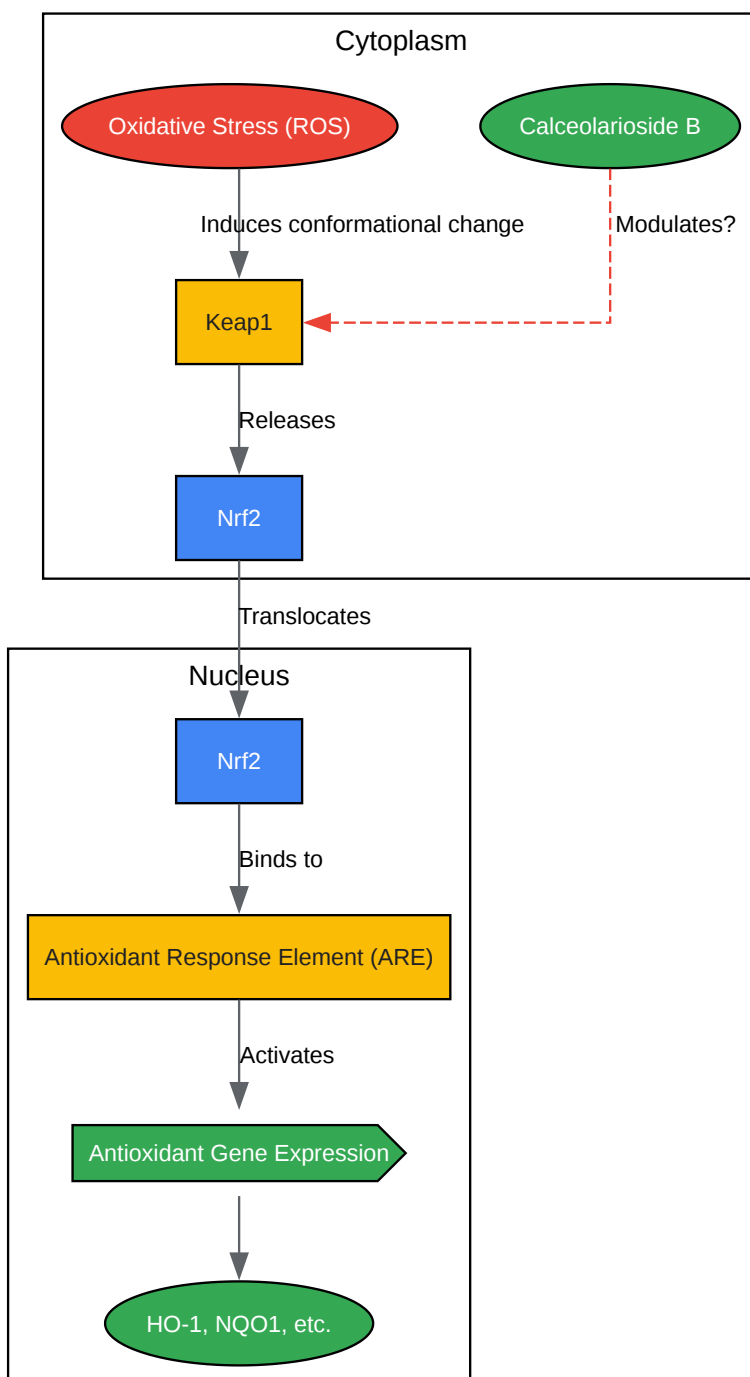 Cytoplasm
Oxidative Stress (ROS)
Calceolarioside B
Induces conformational change
Modulates?
Keap1
Releases
Nrf2
Translocates
Nucleus
Nrf2
Binds to
Antioxidant Response Element (ARE)
Activates
Antioxidant Gene Expression
HO-1, NQO1, etc.